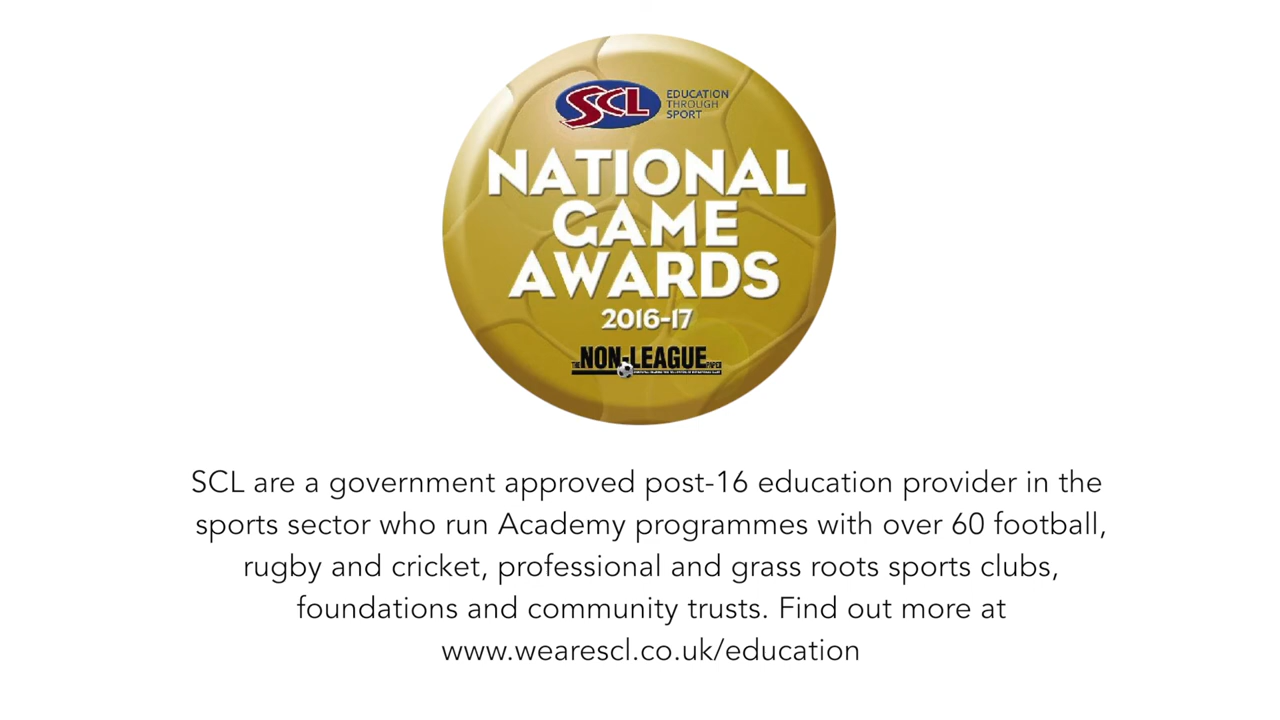 SCL
EDUCATION
THROUGH
SPORT
NATIONAL
GAME
AWARDS
2016-17
THE NON-LEAGUE PAPER
SCL are a government approved post-16 education provider in the
sports sector who run Academy programmes with over 60 football,
rugby and cricket, professional and grass roots sports clubs,
foundations and community trusts. Find out more at
www.wearescl.co.uk/education